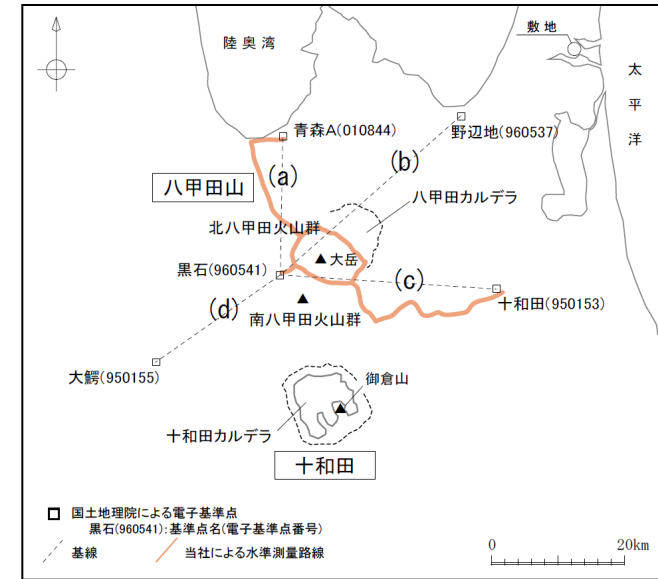 敷地
陸奥湾
太平洋
青森A(010844)
野辺地(960537)
(a)
(b)
八甲田山
八甲田カルデラ
北八甲田火山群
大岳
黒石(960541)
(c)
十和田(950153)
(d)
南八甲田火山群
大鰐(950155)
御倉山
十和田カルデラ
十和田
国土地理院による電子基準点
黒石(960541):基準点名(電子基準点番号)
基線
当社による水準測量路線
0 20km